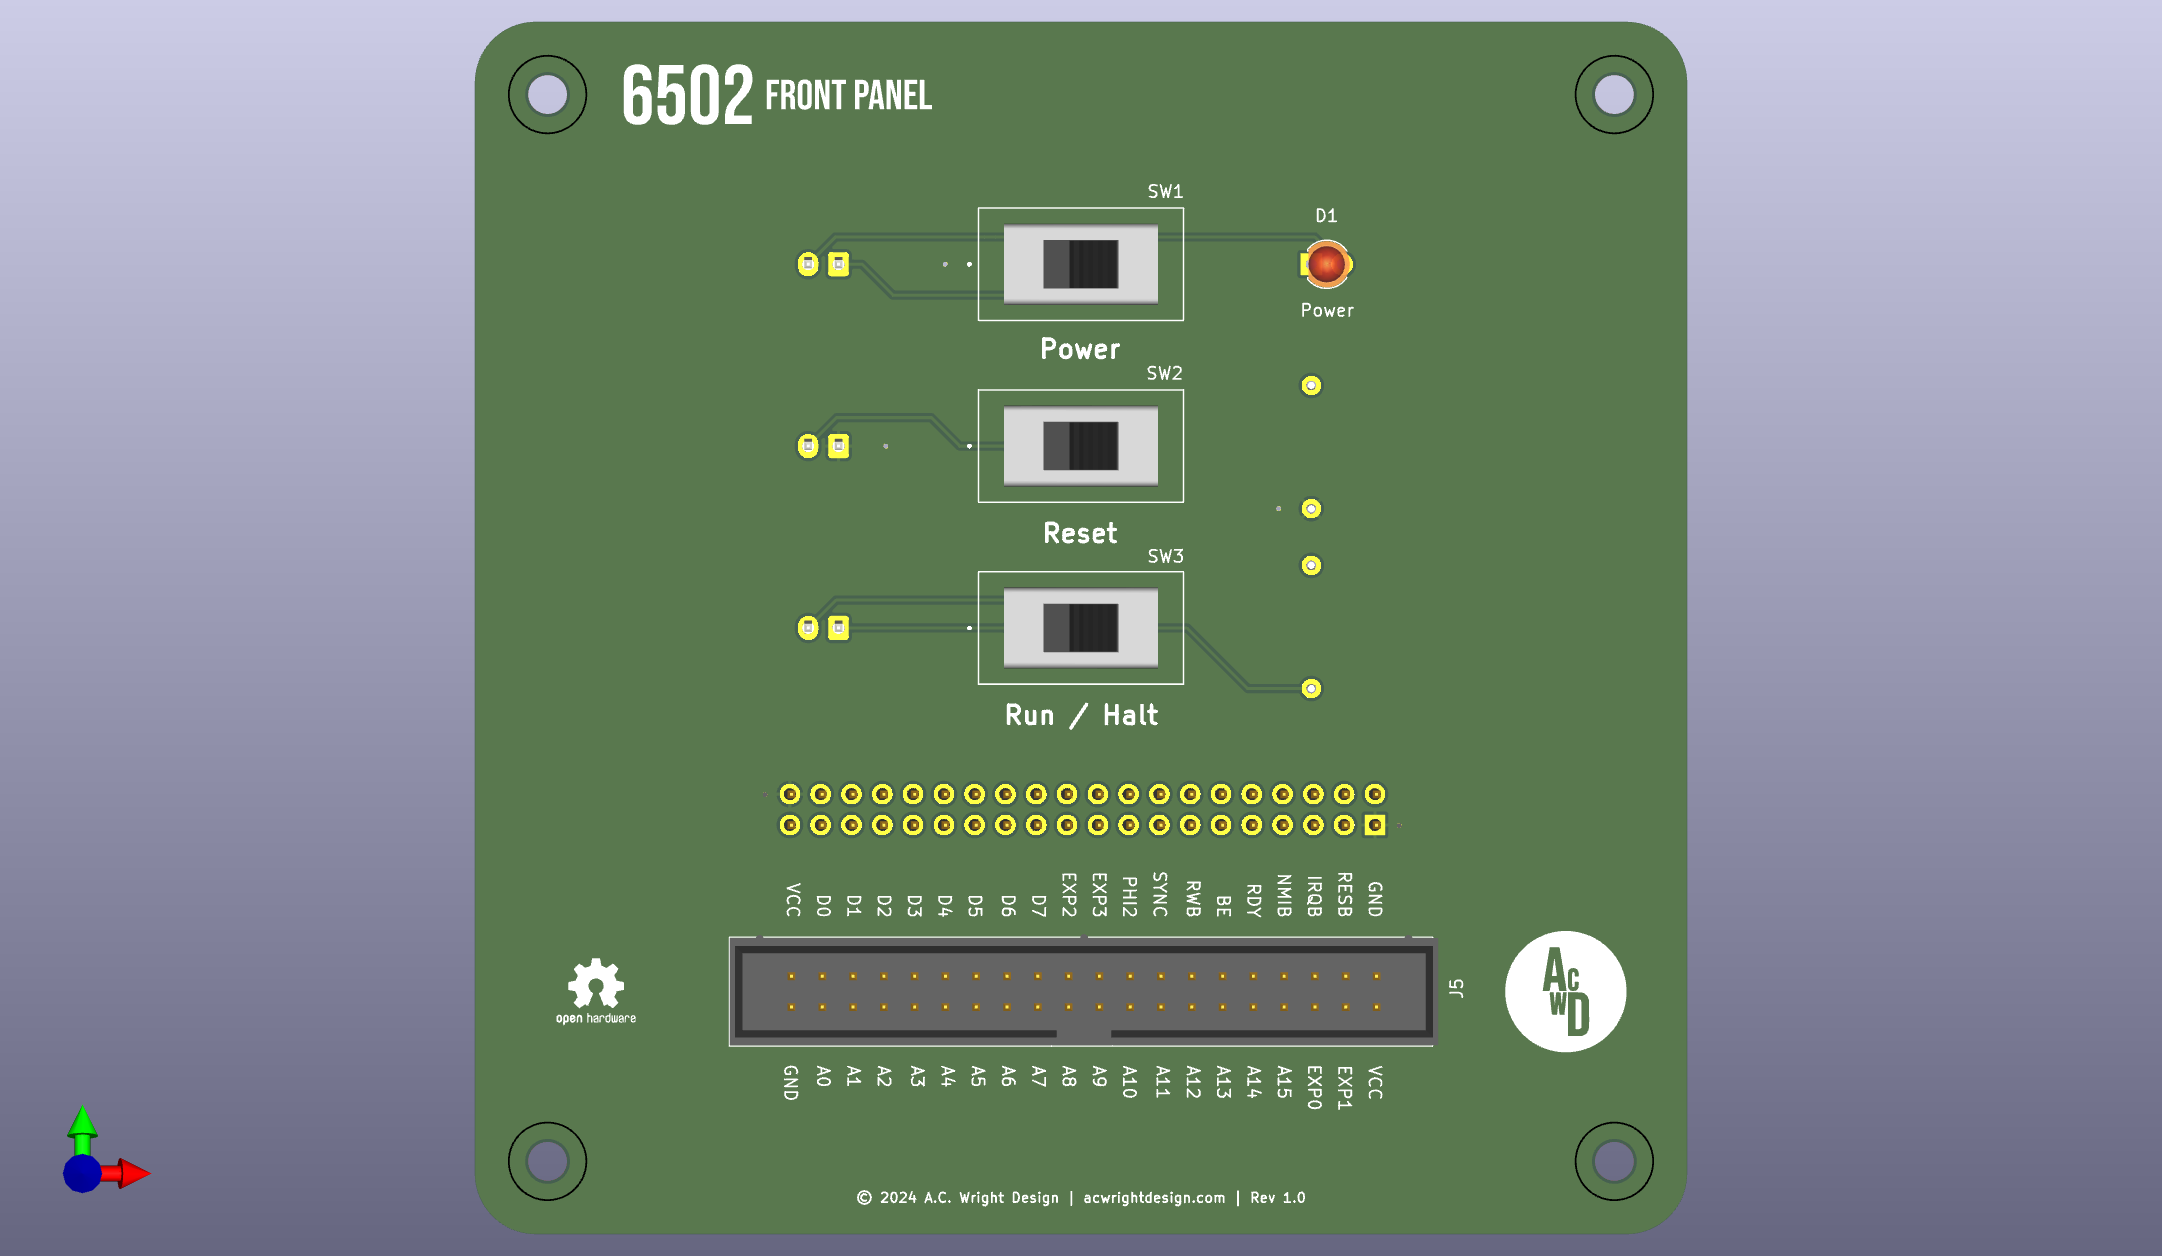 6502 FRONT PANEL
SW1
D1
Power
Power
SW2
Reset
SW3
Run / Halt
VCC D0 D1 D2 D3 D4 D5 D6 D7 EXP2 EXP3 PHI2 SYNC RWB BE RDY NMIB IRQB RESB GND
J5
open hardware
ACWD
GND A0 A1 A2 A3 A4 A5 A6 A7 A8 A9 A10 A11 A12 A13 A14 A15 EXP0 EXP1 VCC
© 2024 A.C. Wright Design | acwrightdesign.com | Rev 1.0